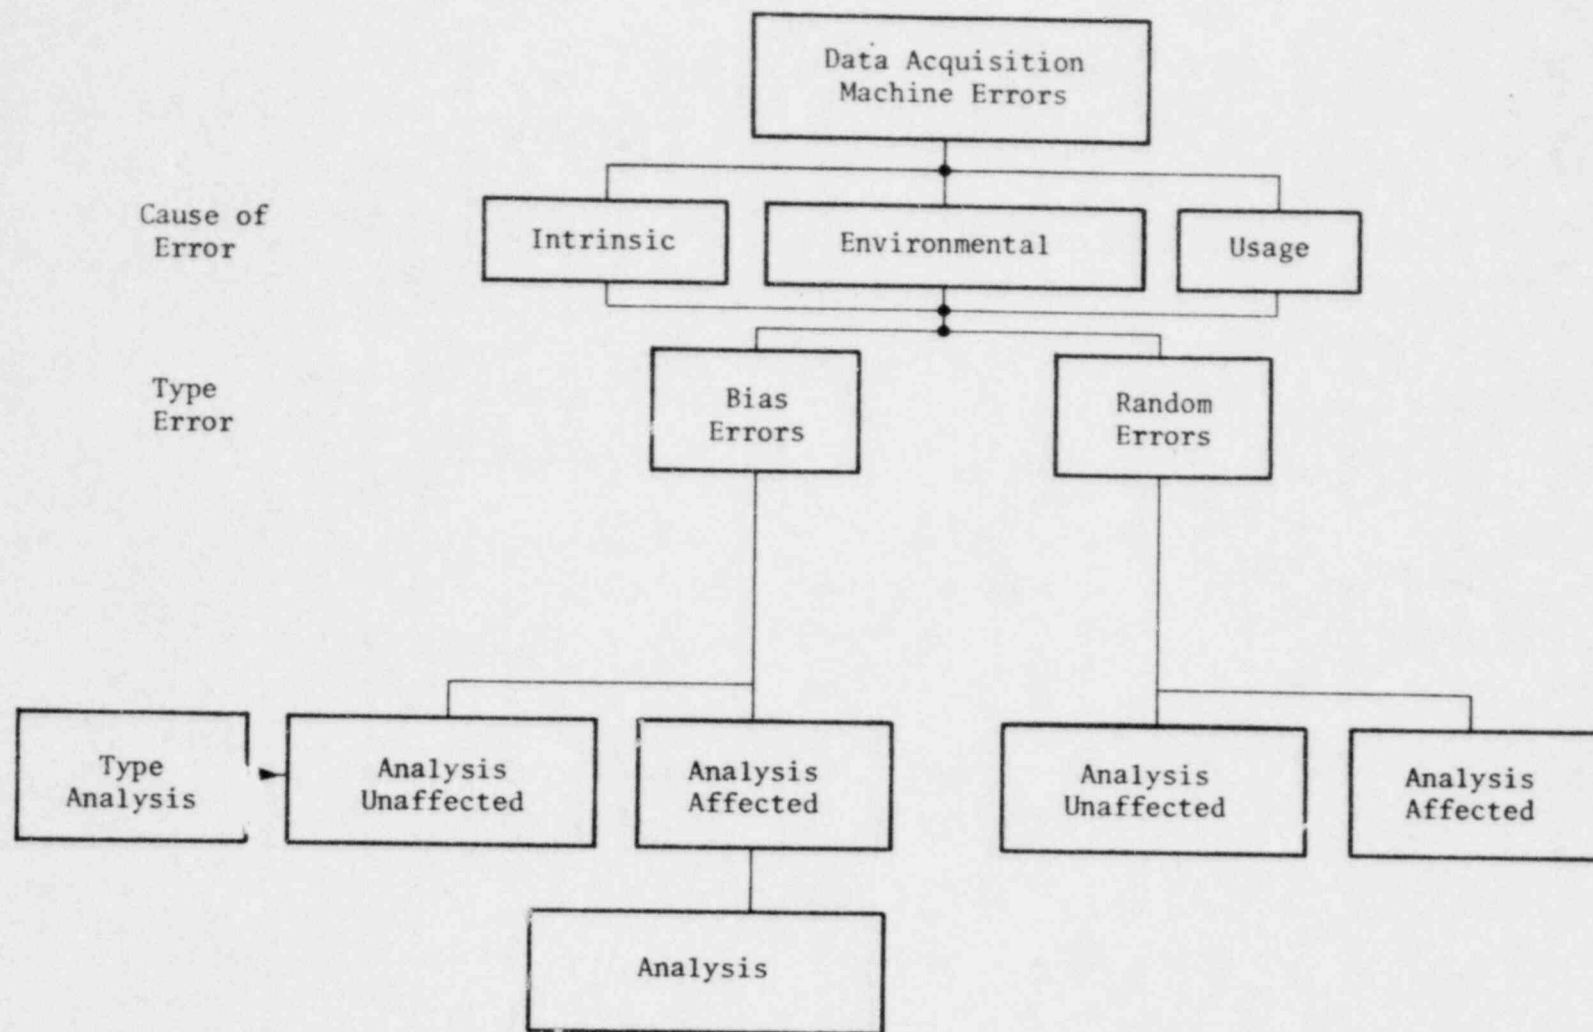 Data Acquisition
Machine Errors
Cause of
Error
Intrinsic
Environmental
Usage
Type
Error
Bias
Errors
Random
Errors
Type
Analysis
Analysis
Unaffected
Analysis
Affected
Analysis
Unaffected
Analysis
Affected
Analysis